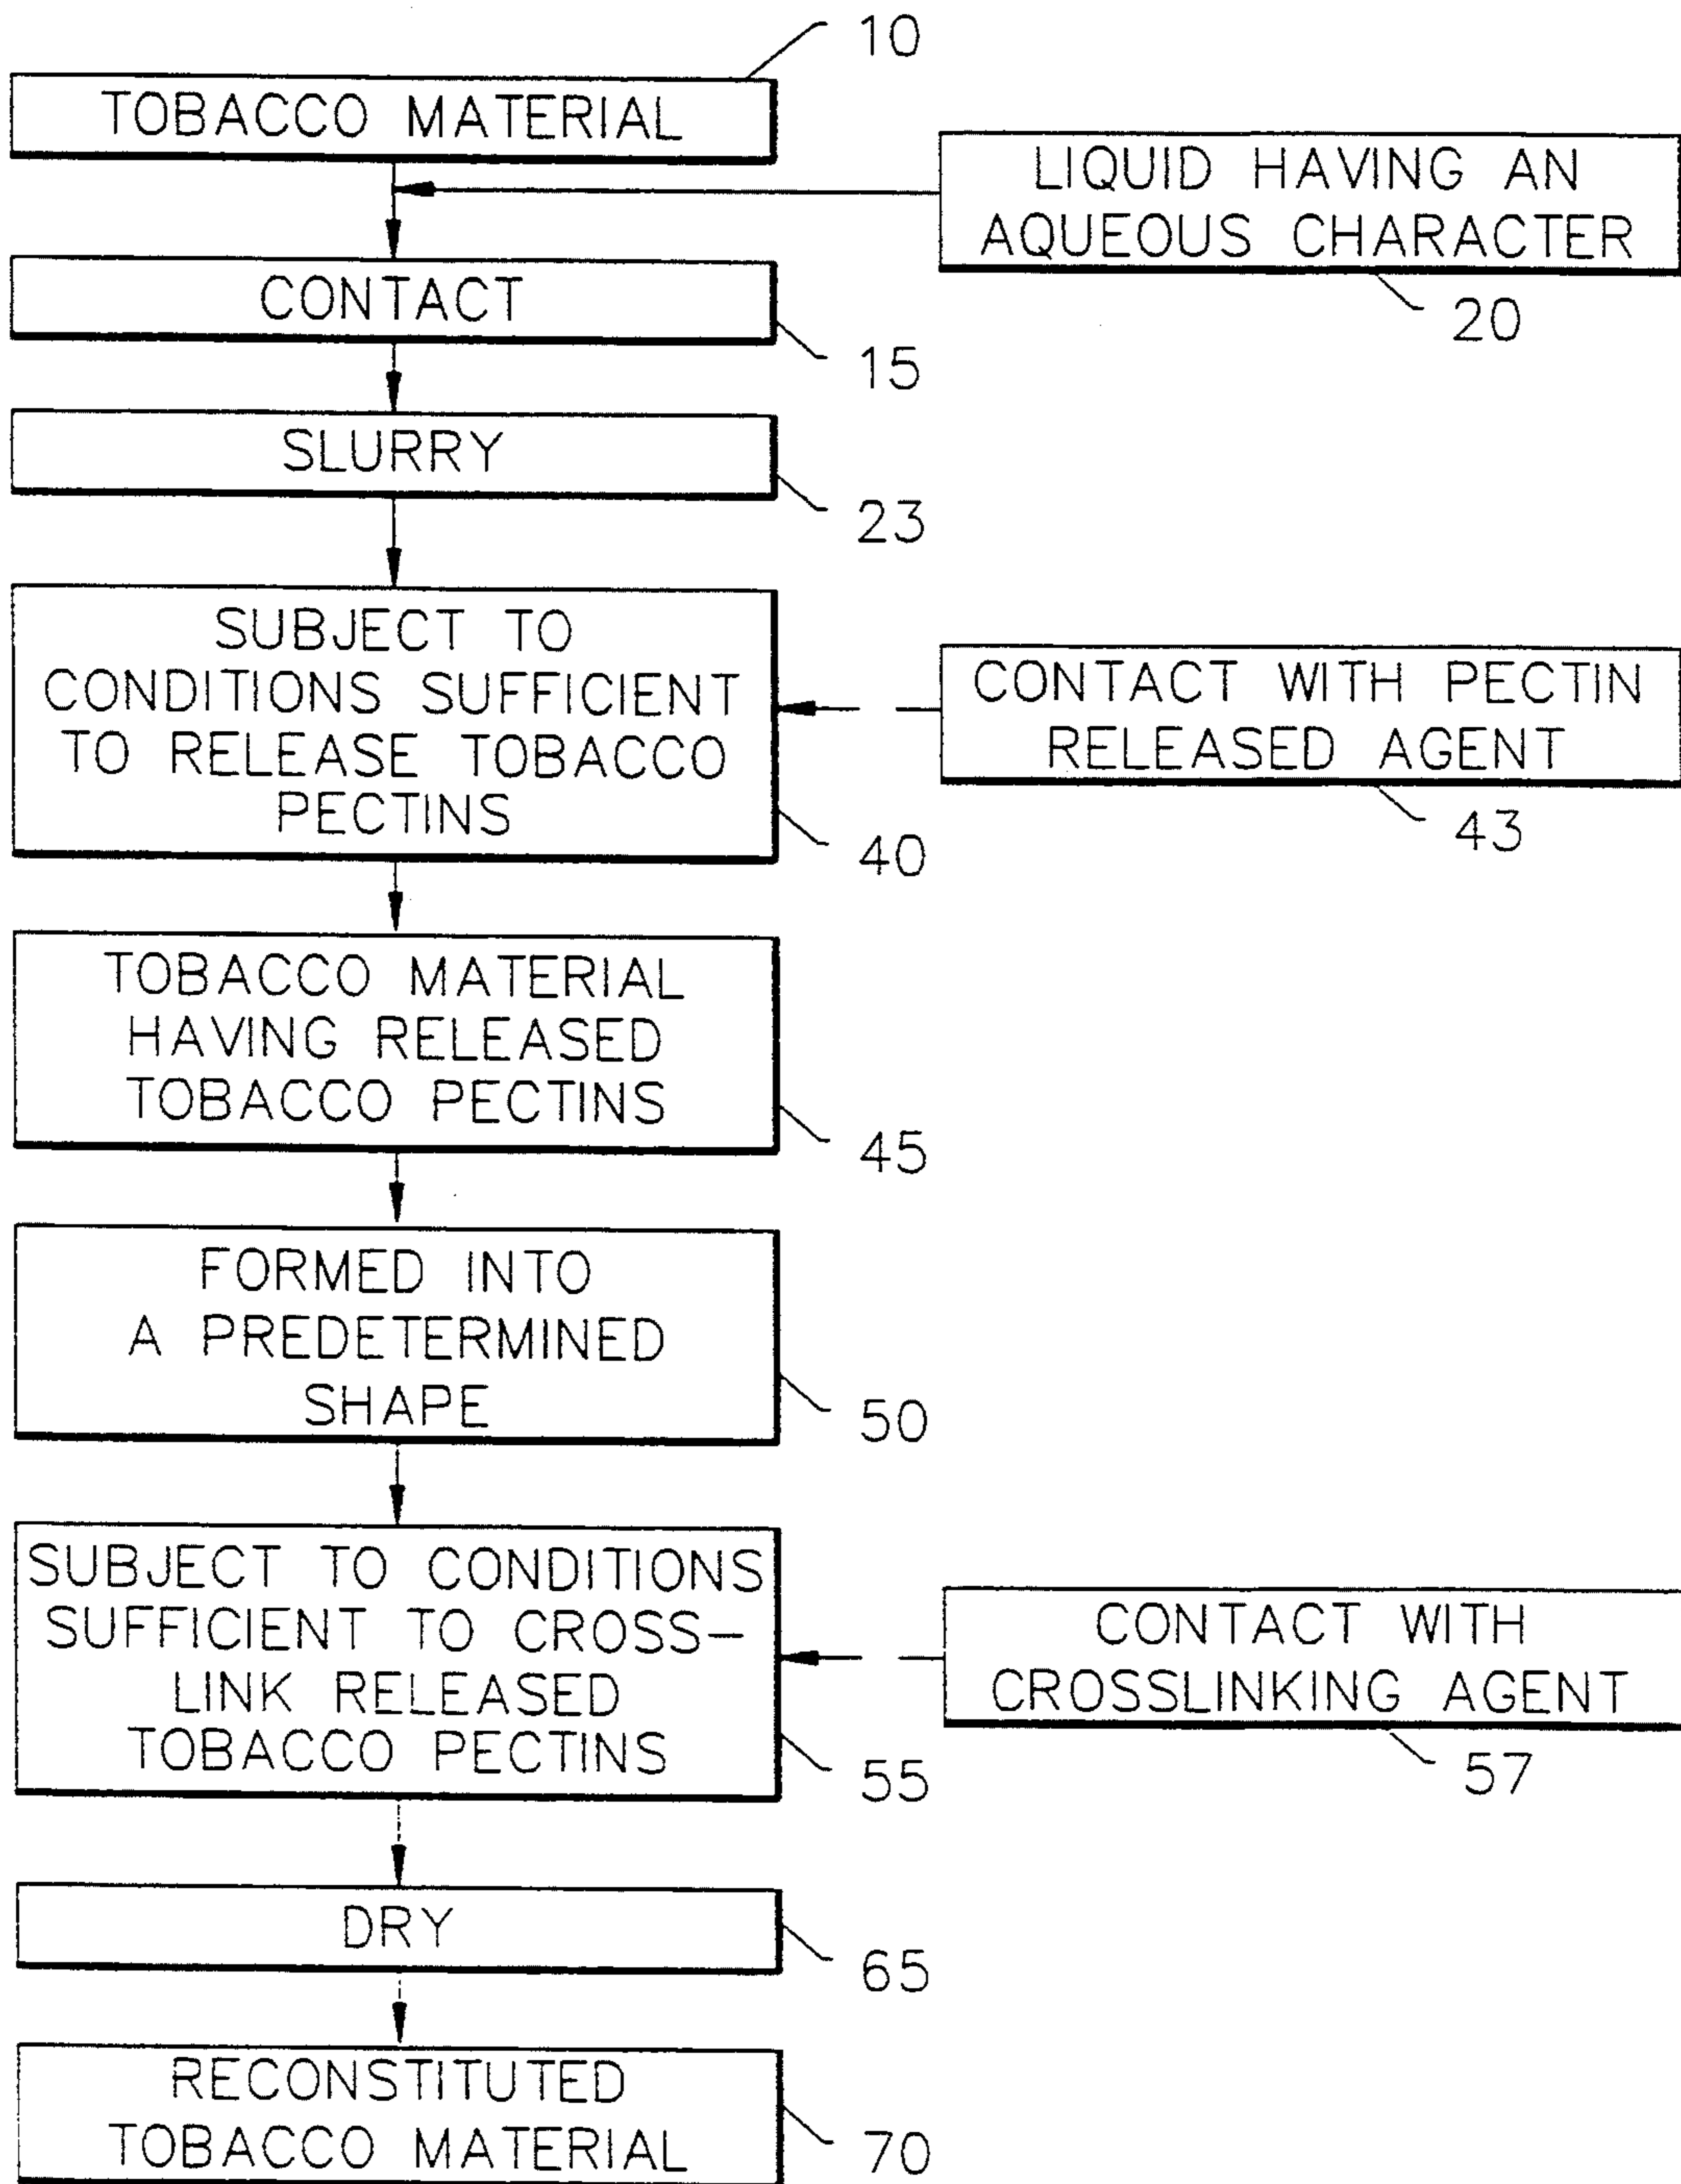 10
TOBACCO MATERIAL
LIQUID HAVING AN
AQUEOUS CHARACTER
20
CONTACT
15
SLURRY
23
SUBJECT TO
CONDITIONS SUFFICIENT
TO RELEASE TOBACCO
PECTINS
40
CONTACT WITH PECTIN
RELEASED AGENT
43
TOBACCO MATERIAL
HAVING RELEASED
TOBACCO PECTINS
45
FORMED INTO
A PREDETERMINED
SHAPE
50
SUBJECT TO CONDITIONS
SUFFICIENT TO CROSS-
LINK RELEASED
TOBACCO PECTINS
55
CONTACT WITH
CROSSLINKING AGENT
57
DRY
65
RECONSTITUTED
TOBACCO MATERIAL
70